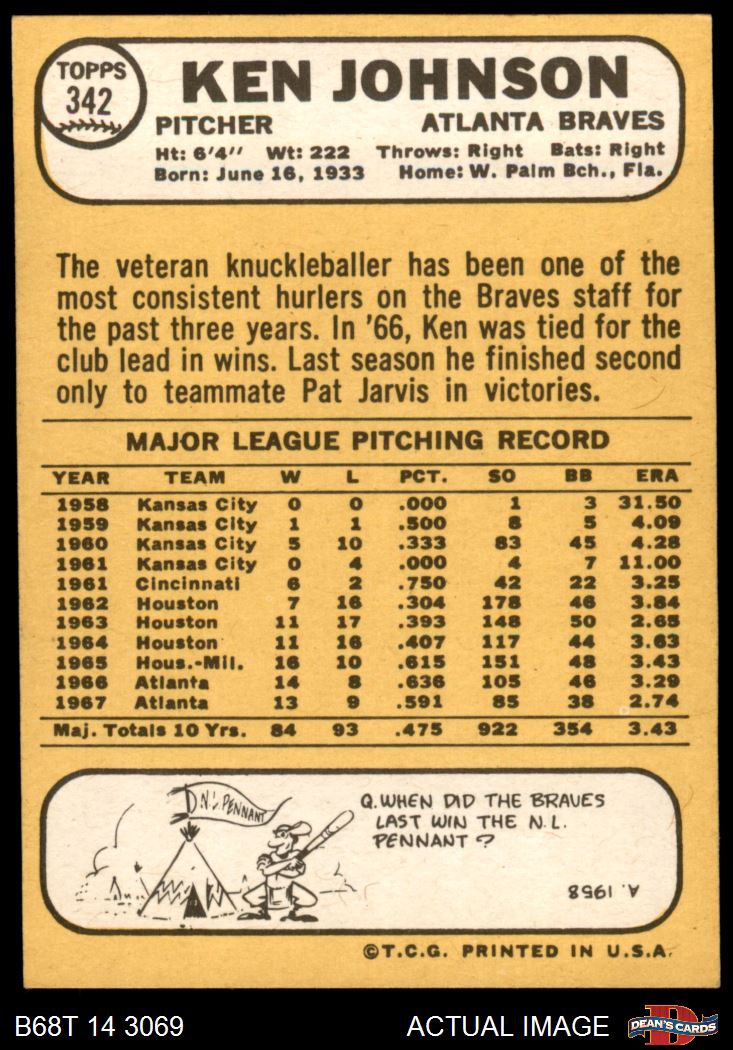 TOPPS
342
KEN JOHNSON
PITCHER ATLANTA BRAVES
Ht: 6'4" Wt: 222 Throws: Right Bats: Right
Born: June 16, 1933 Home: W. Palm Bch., Fla.
The veteran knuckleballer has been one of the
most consistent hurlers on the Braves staff for
the past three years. In '66, Ken was tied for the
club lead in wins. Last season he finished second
only to teammate Pat Jarvis in victories.
MAJOR LEAGUE PITCHING RECORD
YEAR TEAM W L PCT. SO BB ERA
1958 Kansas City 0 0 .000 1 3 31.50
1959 Kansas City 1 1 .500 8 5 4.09
1960 Kansas City 5 10 .333 83 45 4.28
1961 Kansas City 0 4 .000 4 7 11.00
1961 Cincinnati 6 2 .750 42 22 3.25
1962 Houston 7 16 .304 178 46 3.84
1963 Houston 11 17 .393 148 50 2.65
1964 Houston 11 16 .407 117 44 3.63
1965 Hous.-Mil. 16 10 .615 151 48 3.43
1966 Atlanta 14 8 .636 105 46 3.29
1967 Atlanta 13 9 .591 85 38 2.74
Maj. Totals 10 Yrs. 84 93 .475 922 354 3.43
N.L. PENNANT
Q. WHEN DID THE BRAVES
LAST WIN THE N.L.
PENNANT?
A. 1958
©T.C.G. PRINTED IN U.S.A.
B68T 14 3069 ACTUAL IMAGE
D
DEAN'S CARDS